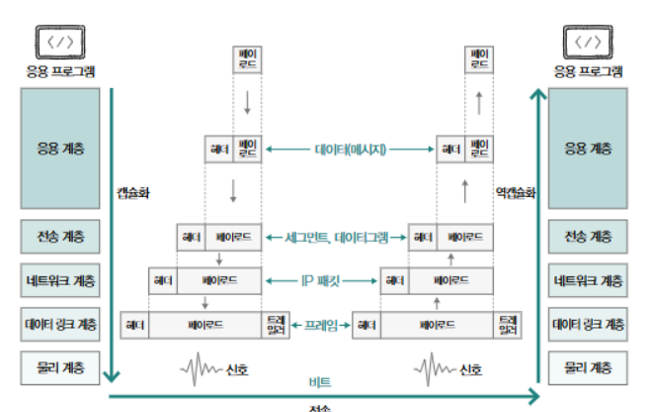 </>
</>
응용 프로그램
응용 프로그램
페이
로드
페이
로드
응용 계층
헤더
페이
로드
데이터(메시지)
헤더
페이
로드
응용 계층
캡슐화
역캡슐화
전송 계층
헤더
페이로드
세그먼트, 데이터그램
헤더
페이로드
전송 계층
네트워크 계층
헤더
페이로드
IP 패킷
헤더
페이로드
네트워크 계층
데이터 링크 계층
헤더
페이로드
트레
일러
프레임
헤더
페이로드
트레
일러
데이터 링크 계층
물리 계층
신호
신호
물리 계층
비트
전송